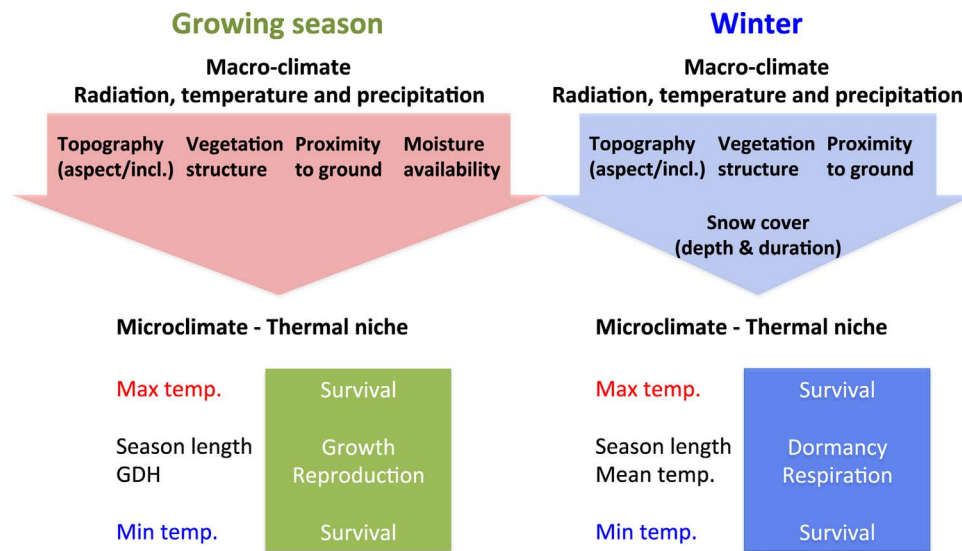 Growing season
Macro-climate
Radiation, temperature and precipitation
Topography Vegetation Proximity Moisture
(aspect/incl.) structure to ground availability
Microclimate - Thermal niche
Max temp. Survival
Season length Growth
GDH Reproduction
Min temp. Survival
Winter
Macro-climate
Radiation, temperature and precipitation
Topography Vegetation Proximity
(aspect/incl.) structure to ground
Snow cover
(depth & duration)
Microclimate - Thermal niche
Max temp. Survival
Season length Dormancy
Mean temp. Respiration
Min temp. Survival